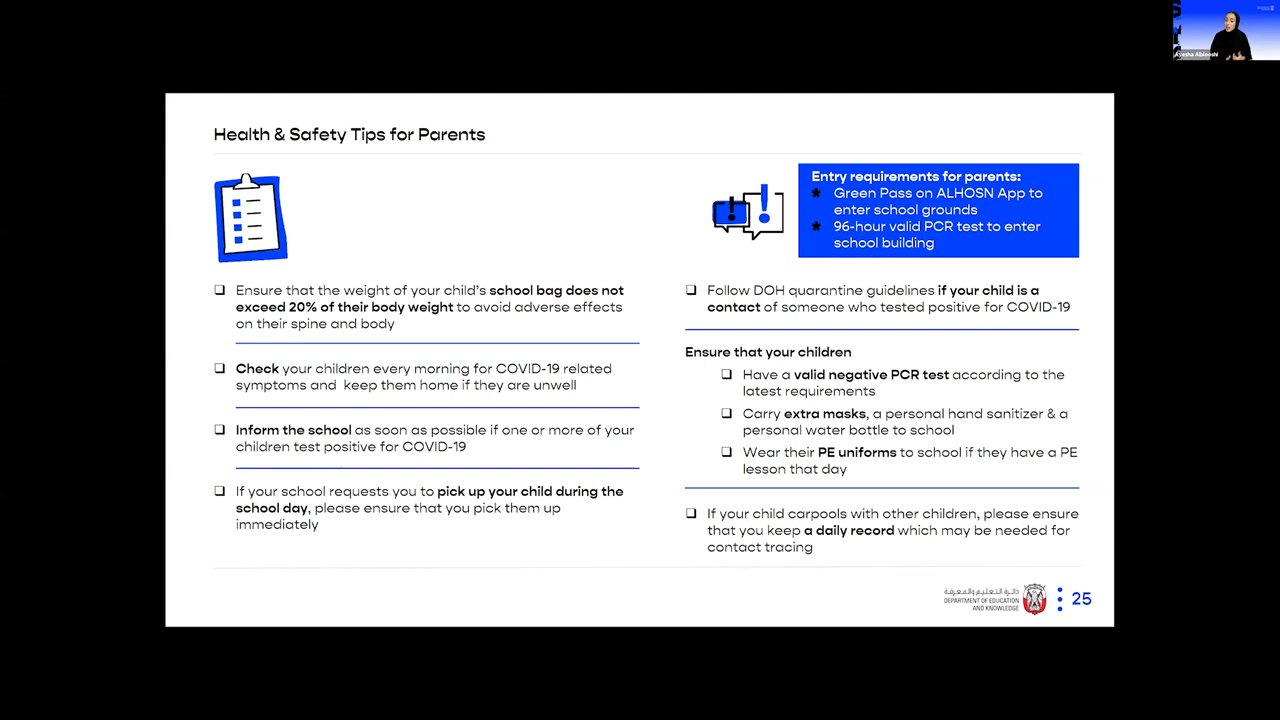 Health & Safety Tips for Parents
Entry requirements for parents:
Green Pass on ALHOSN App to
enter school grounds
96-hour valid PCR test to enter
school building
Ensure that the weight of your child's school bag does not
exceed 20% of their body weight to avoid adverse effects
on their spine and body
Check your children every morning for COVID-19 related
symptoms and keep them home if they are unwell
Inform the school as soon as possible if one or more of your
children test positive for COVID-19
If your school requests you to pick up your child during the
school day, please ensure that you pick them up
immediately
Follow DOH quarantine guidelines if your child is a
contact of someone who tested positive for COVID-19
Ensure that your children
Have a valid negative PCR test according to the
latest requirements
Carry extra masks, a personal hand sanitizer & a
personal water bottle to school
Wear their PE uniforms to school if they have a PE
lesson that day
If your child carpools with other children, please ensure
that you keep a daily record which may be needed for
contact tracing
دائرة التعليم والمعرفة
DEPARTMENT OF EDUCATION
AND KNOWLEDGE
25